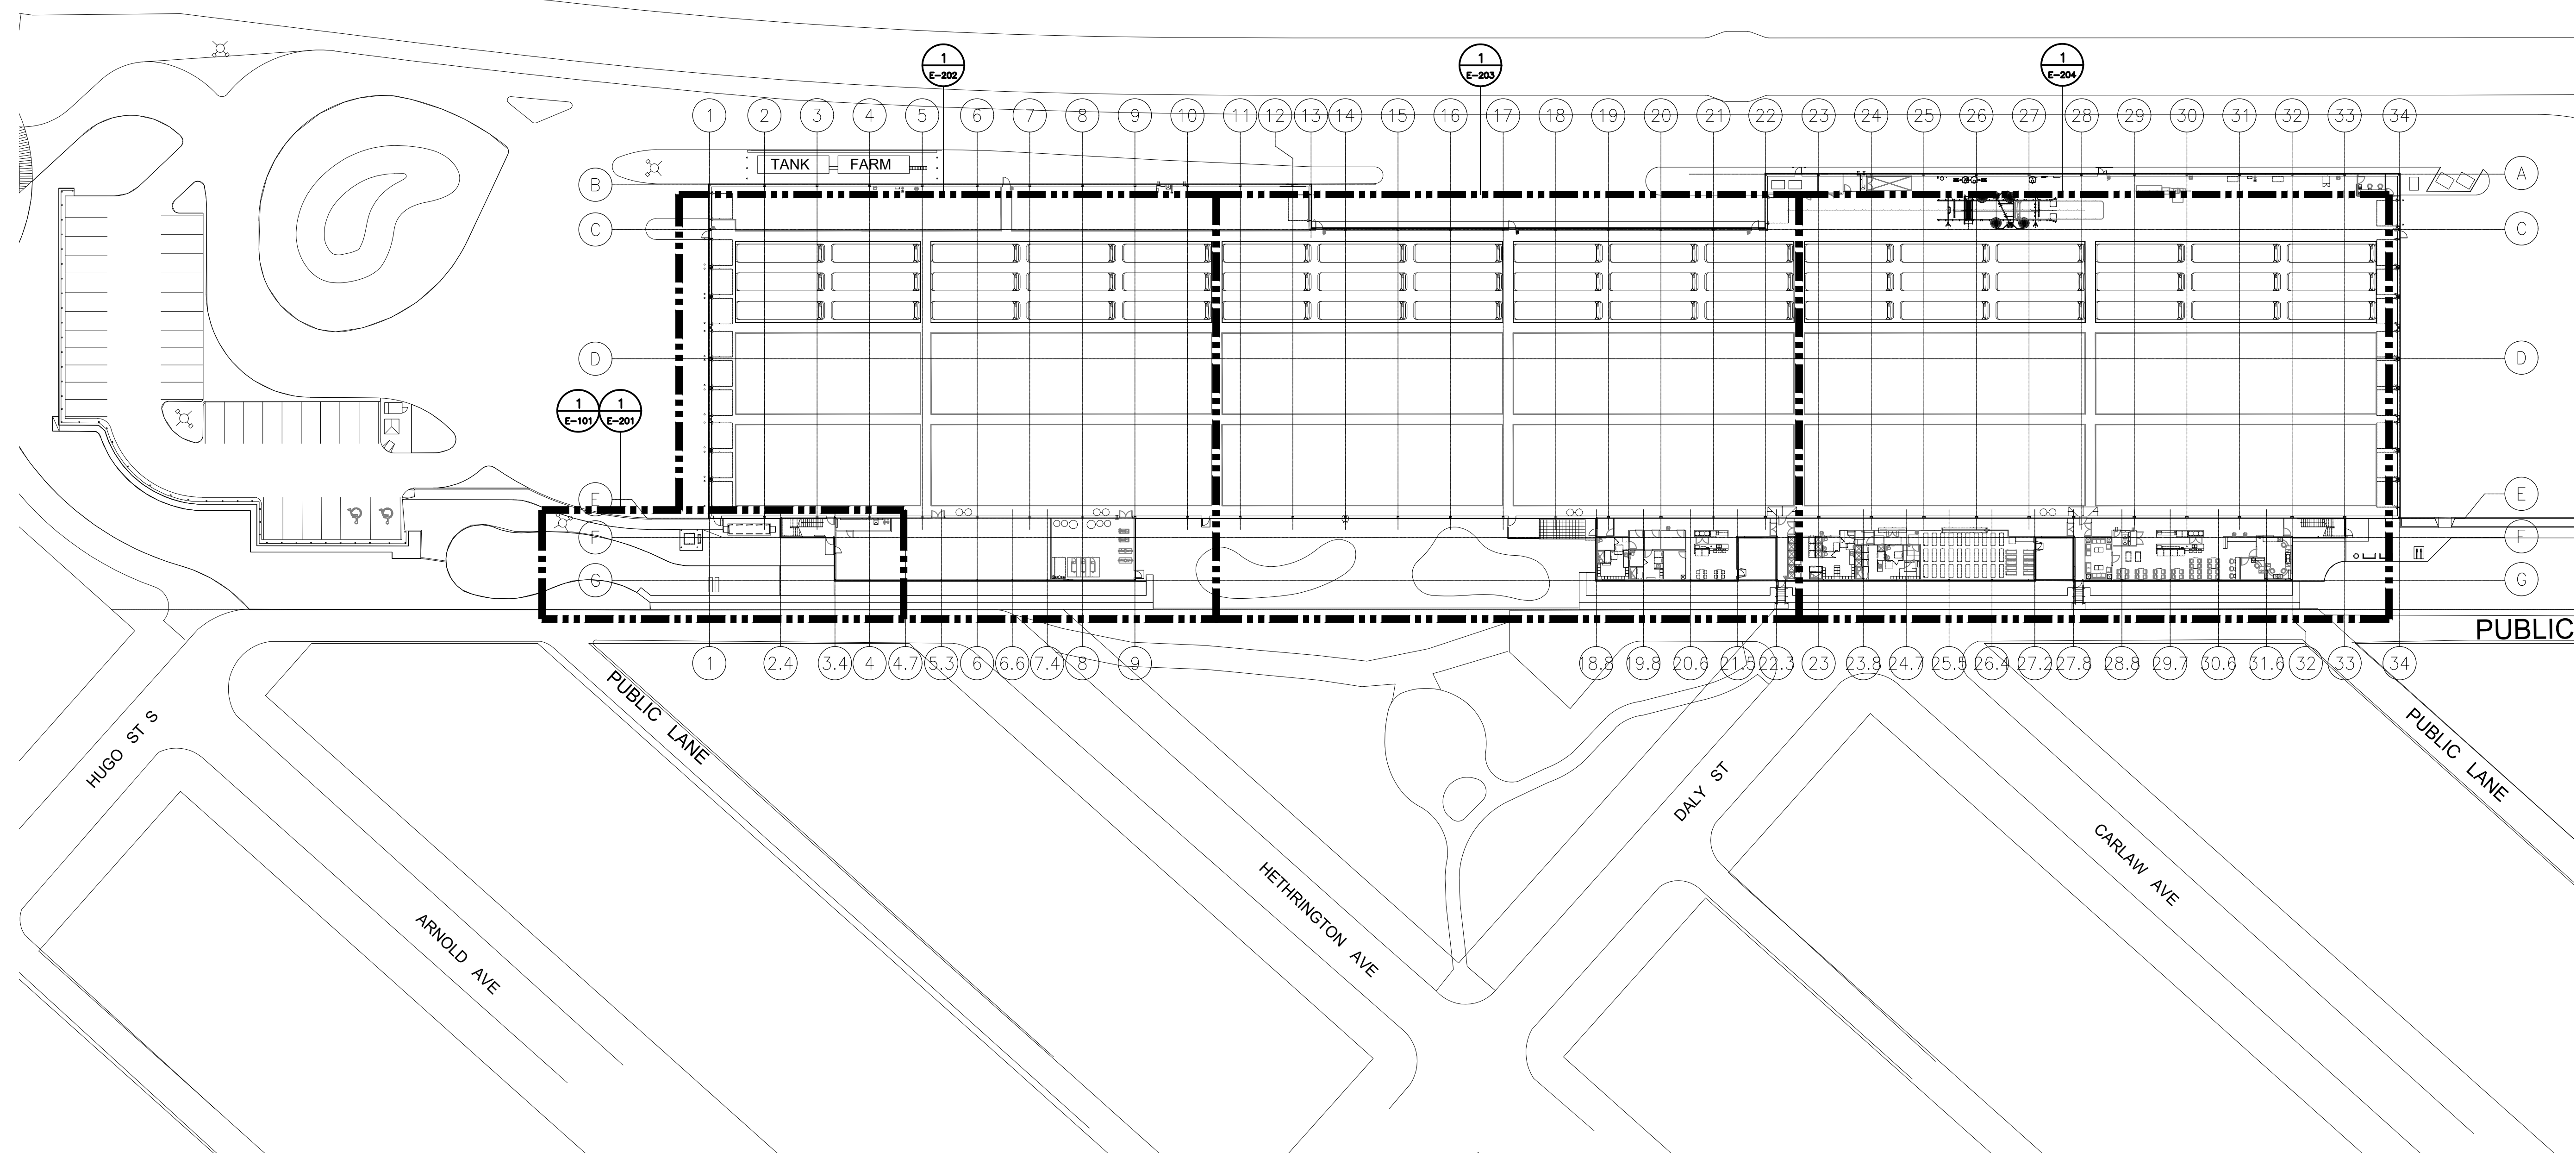 1
E-202
1
E-203
1
E-204
1 2 3 4 5 6 7 8 9 10 11 12 13 14 15 16 17 18 19 20 21 22 23 24 25 26 27 28 29 30 31 32 33 34
TANK FARM
B
A
C
C
D
D
1
E-101
1
E-201
E
E
F
F
G
G
PUBLIC
1 2.4 3.4 4 4.7 5.3 6 6.6 7.4 8 9 18.8 19.8 20.6 21.5 22.3 23 23.8 24.7 25.5 26.4 27.2 27.8 28.8 29.7 30.6 31.6 32 33 34
HUGO ST S
PUBLIC LANE
DALY ST
PUBLIC LANE
CARLAW AVE
HETHRINGTON AVE
ARNOLD AVE